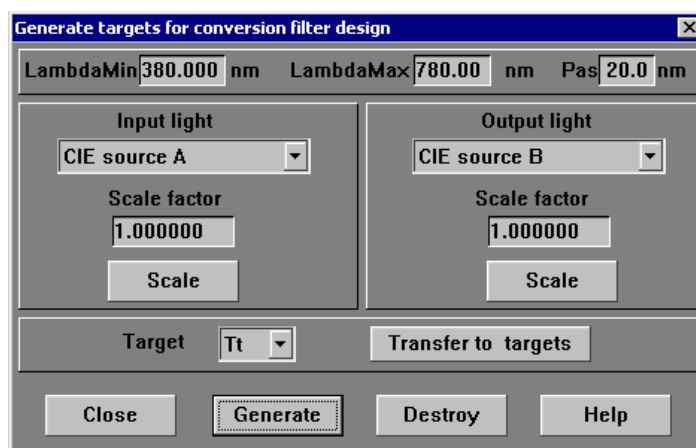 Generate targets for conversion filter design
LambdaMin 380.000 nm LambdaMax 780.00 nm Pas 20.0 nm
Input light Output light
CIE source A CIE source B
Scale factor Scale factor
1.000000 1.000000
Scale Scale
Target Tt Transfer to targets
Close Generate Destroy Help